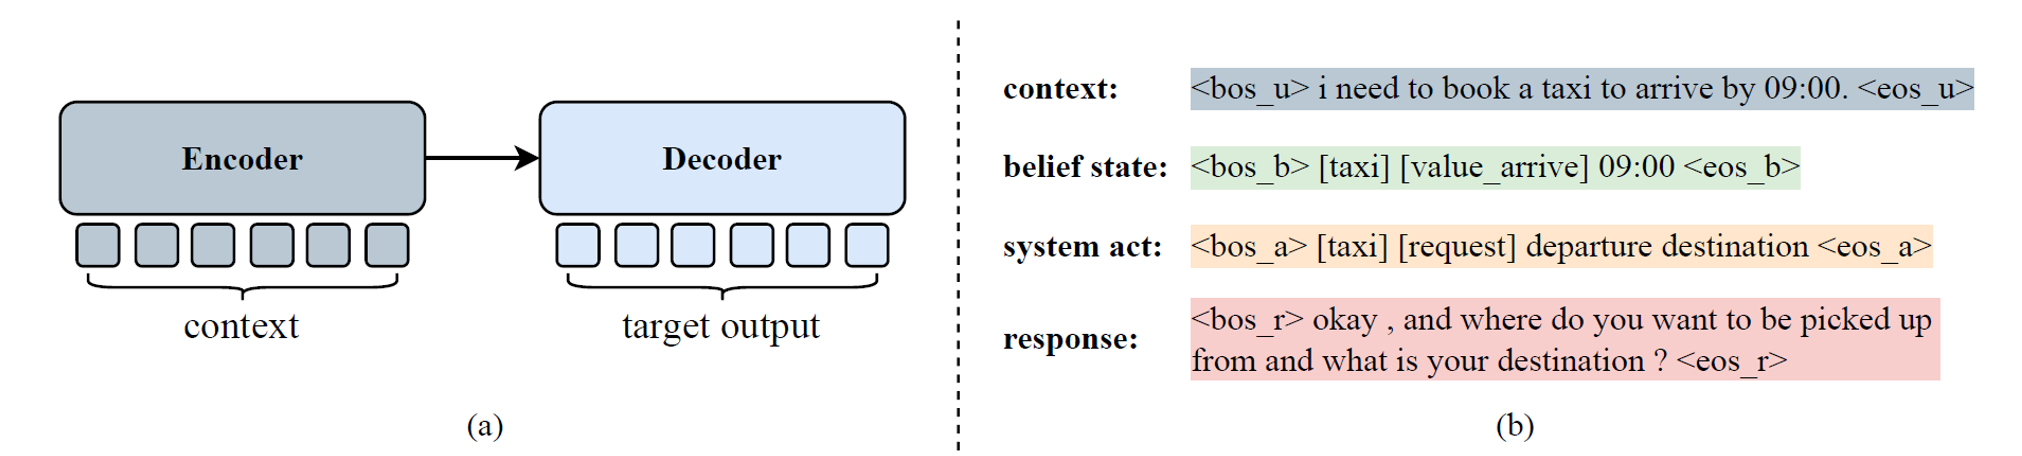 Encoder
Decoder
context
target output
(a)
context: <bos_u> i need to book a taxi to arrive by 09:00. <eos_u>
belief state: <bos_b> [taxi] [value_arrive] 09:00 <eos_b>
system act: <bos_a> [taxi] [request] departure destination <eos_a>
response: <bos_r> okay , and where do you want to be picked up
from and what is your destination ? <eos_r>
(b)